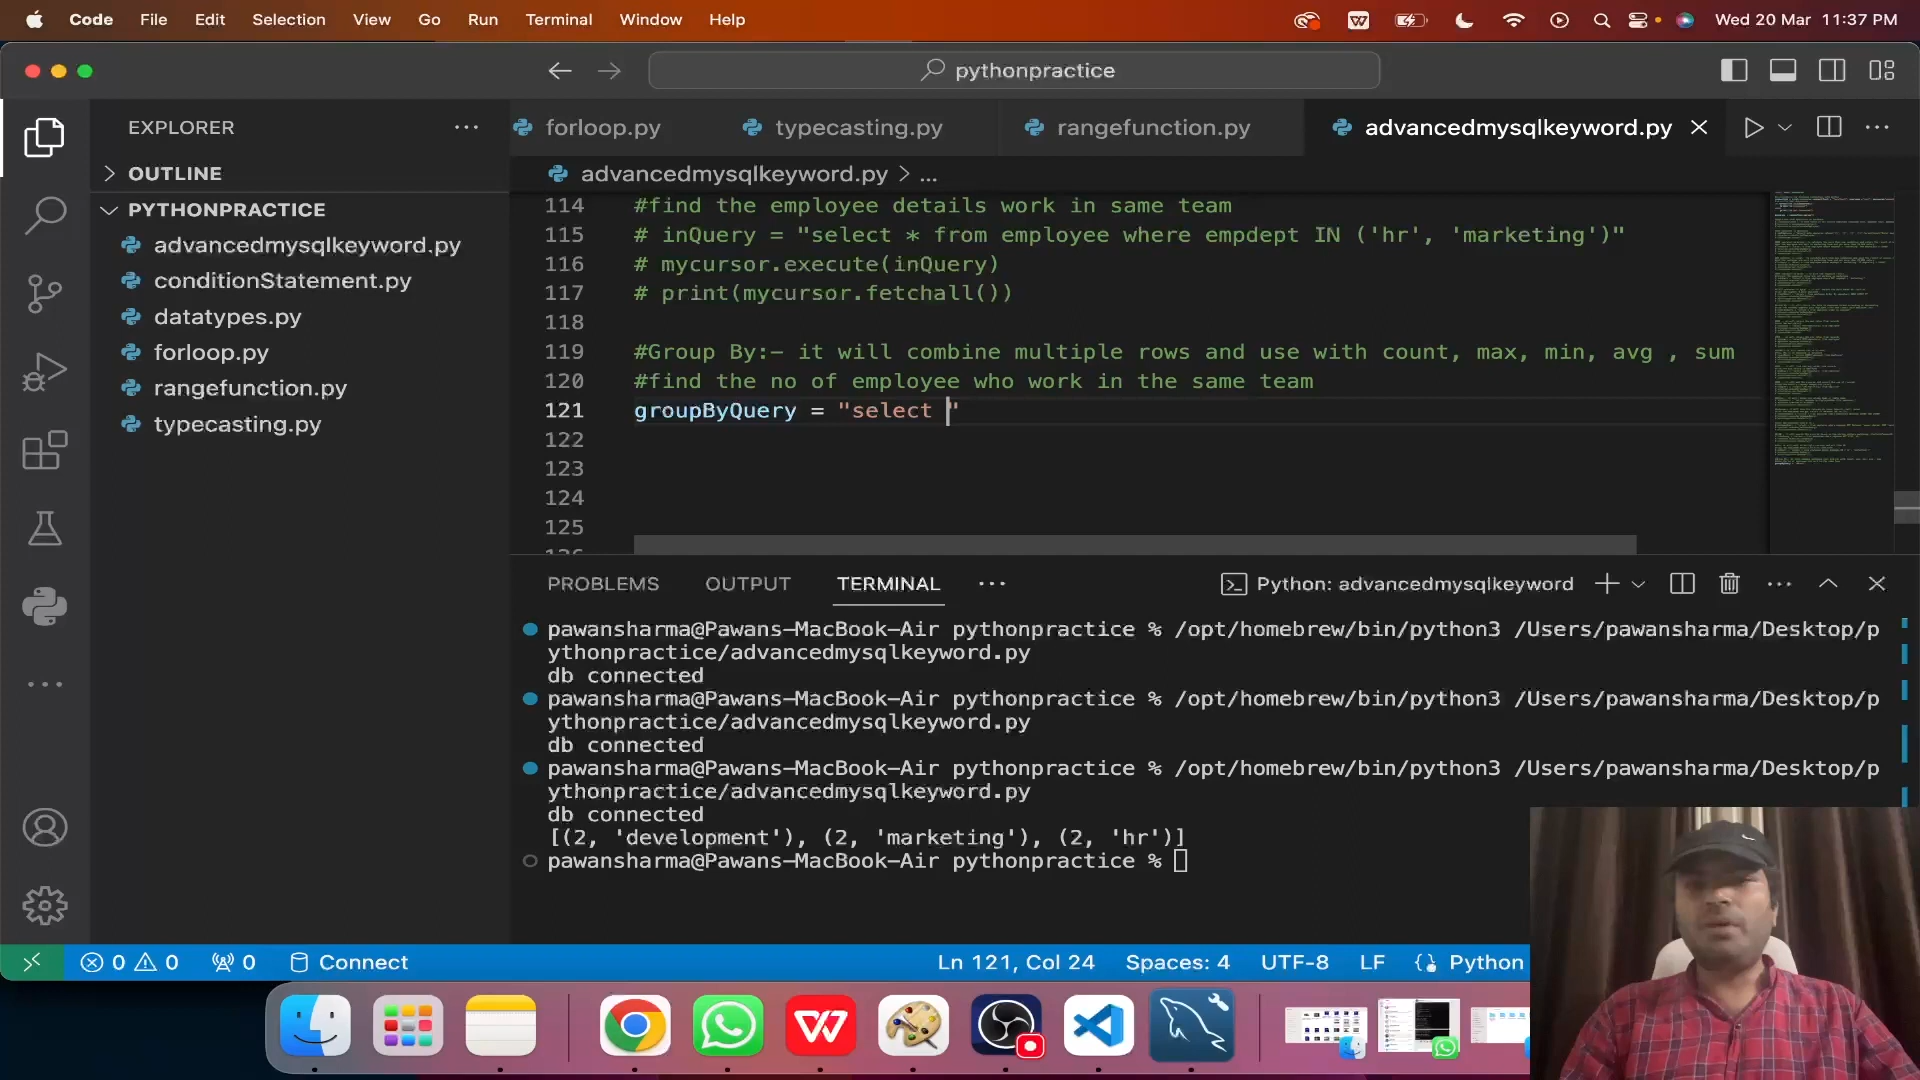 Code File Edit Selection View Go Run Terminal Window Help Wed 20 Mar 11:37 PM
pythonpractice
EXPLORER
forloop.py typecasting.py rangefunction.py advancedmysqlkeyword.py
OUTLINE
advancedmysqlkeyword.py > ...
PYTHONPRACTICE
advancedmysqlkeyword.py
conditionStatement.py
datatypes.py
forloop.py
rangefunction.py
typecasting.py
114 #find the employee details work in same team
115 # inQuery = "select * from employee where empdept IN ('hr', 'marketing')"
116 # mycursor.execute(inQuery)
117 # print(mycursor.fetchall())
118
119 #Group By:- it will combine multiple rows and use with count, max, min, avg , sum
120 #find the no of employee who work in the same team
121 groupByQuery = "select "
122
123
124
125
PROBLEMS OUTPUT TERMINAL Python: advancedmysqlkeyword
pawansharma@Pawans-MacBook-Air pythonpractice % /opt/homebrew/bin/python3 /Users/pawansharma/Desktop/p
ythonpractice/advancedmysqlkeyword.py
db connected
pawansharma@Pawans-MacBook-Air pythonpractice % /opt/homebrew/bin/python3 /Users/pawansharma/Desktop/p
ythonpractice/advancedmysqlkeyword.py
db connected
pawansharma@Pawans-MacBook-Air pythonpractice % /opt/homebrew/bin/python3 /Users/pawansharma/Desktop/p
ythonpractice/advancedmysqlkeyword.py
db connected
[(2, 'development'), (2, 'marketing'), (2, 'hr')]
pawansharma@Pawans-MacBook-Air pythonpractice %
0 0 0 Connect Ln 121, Col 24 Spaces: 4 UTF-8 LF Python